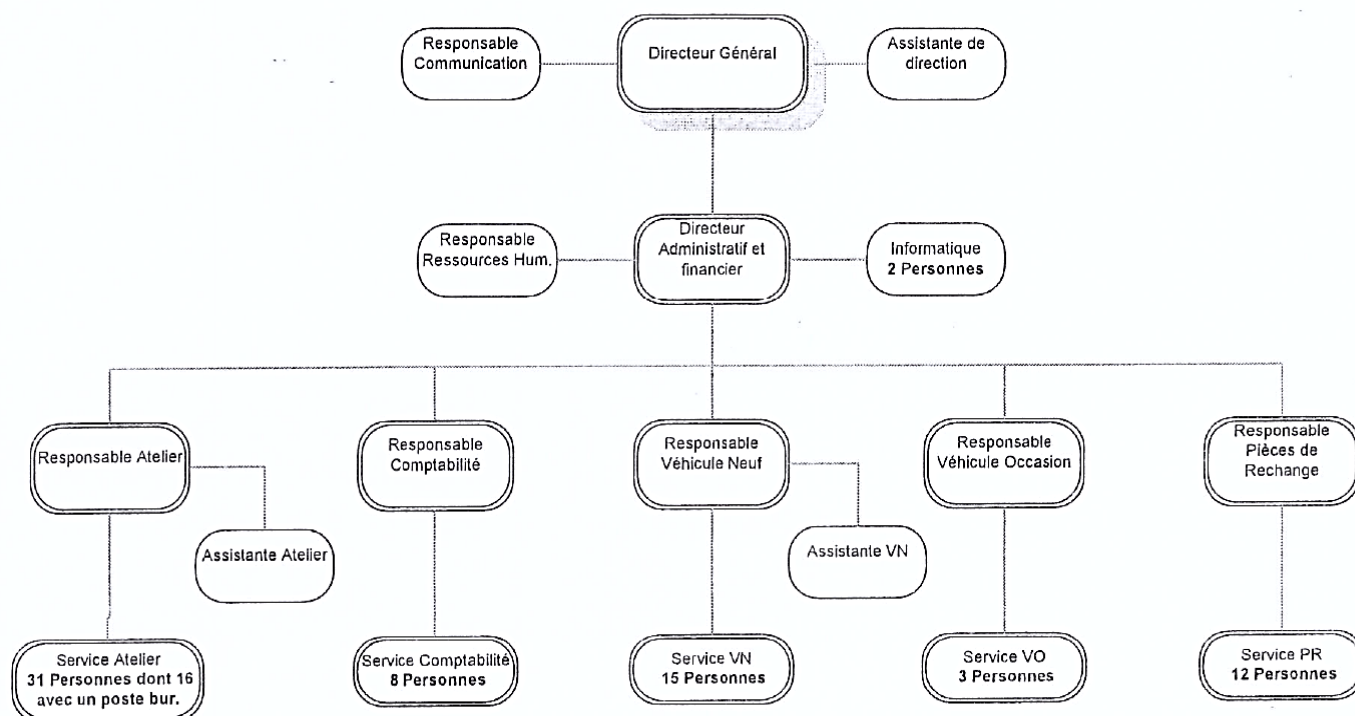 Responsable
Communication
Directeur Général
Assistante de
direction
Responsable
Ressources Hum.
Directeur
Administratif et
financier
Informatique
2 Personnes
Responsable Atelier
Responsable
Comptabilité
Responsable
Véhicule Neuf
Responsable
Véhicule Occasion
Responsable
Pièces de
Rechange
Assistante Atelier
Assistante VN
Service Atelier
31 Personnes dont 16
avec un poste bur.
Service Comptabilité
8 Personnes
Service VN
15 Personnes
Service VO
3 Personnes
Service PR
12 Personnes